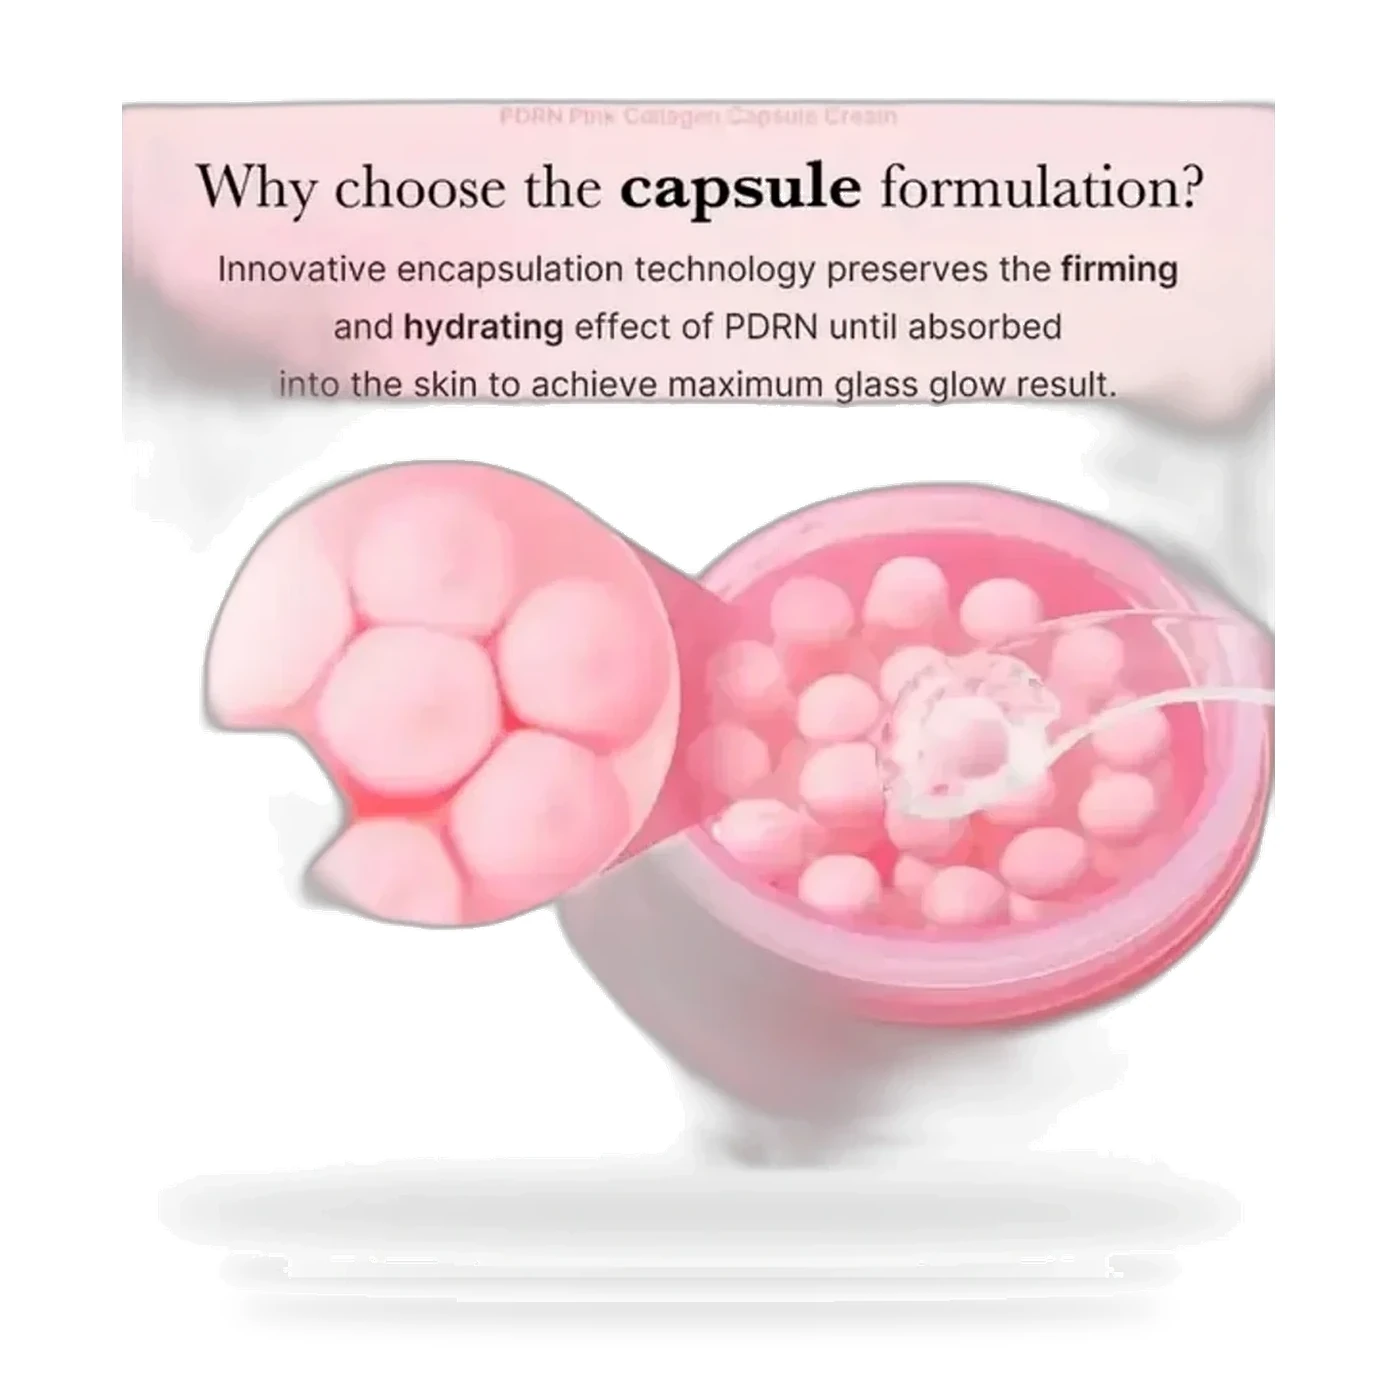 PDRN Pink Collagen Capsule Cream
Why choose the capsule formulation?
Innovative encapsulation technology preserves the firming
and hydrating effect of PDRN until absorbed
into the skin to achieve maximum glass glow result.